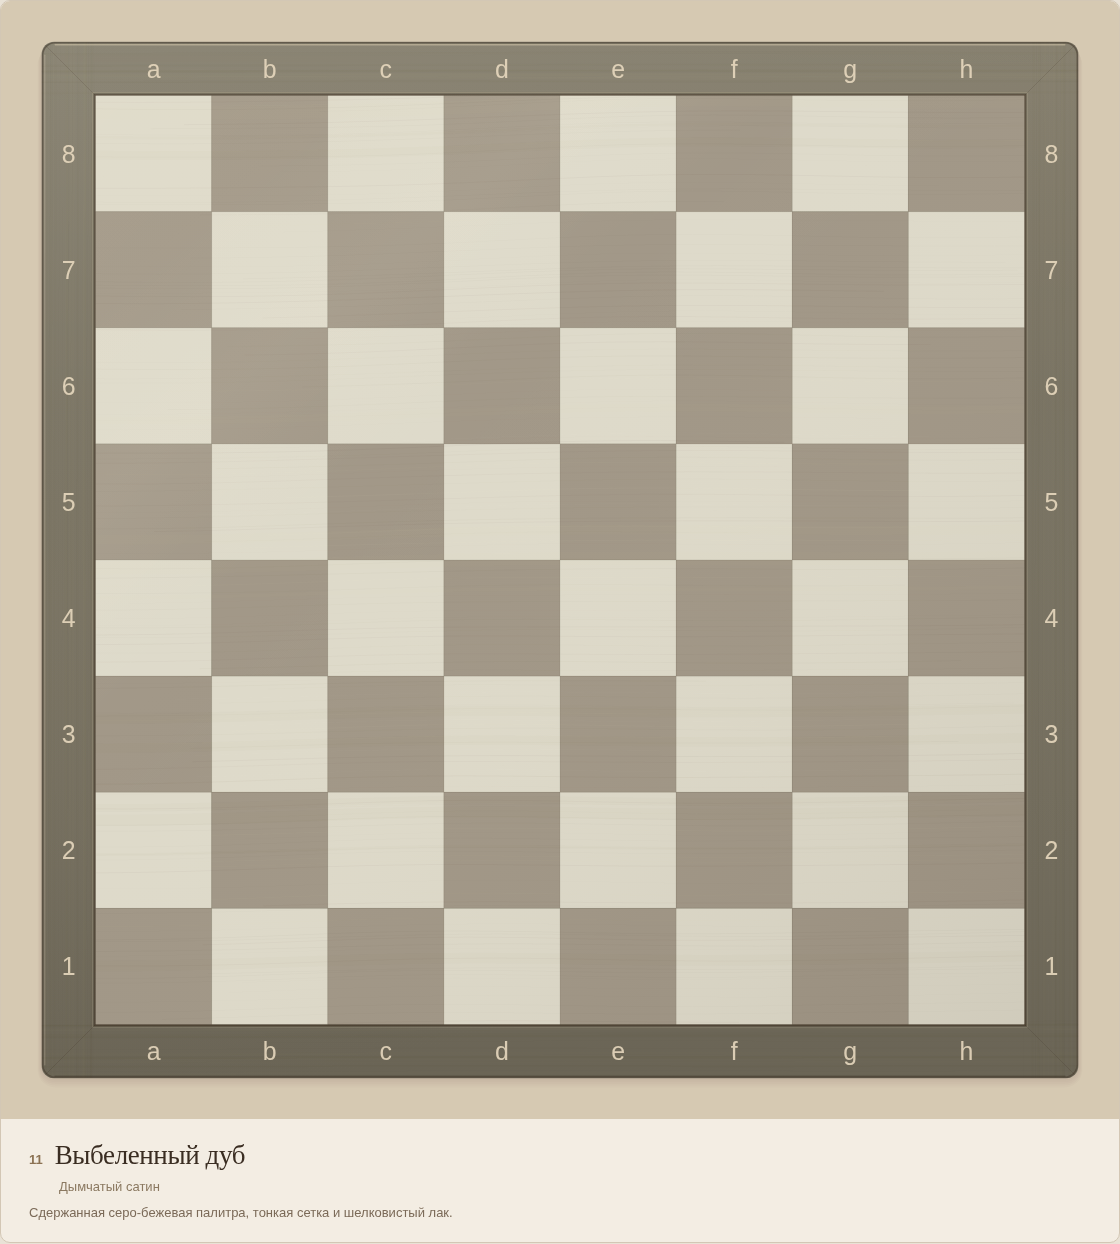 a b c d e f g h
8 8
7 7
6 6
5 5
4 4
3 3
2 2
1 1
a b c d e f g h
11 Выбеленный дуб
Дымчатый сатин
Сдержанная серо-бежевая палитра, тонкая сетка и шелковистый лак.